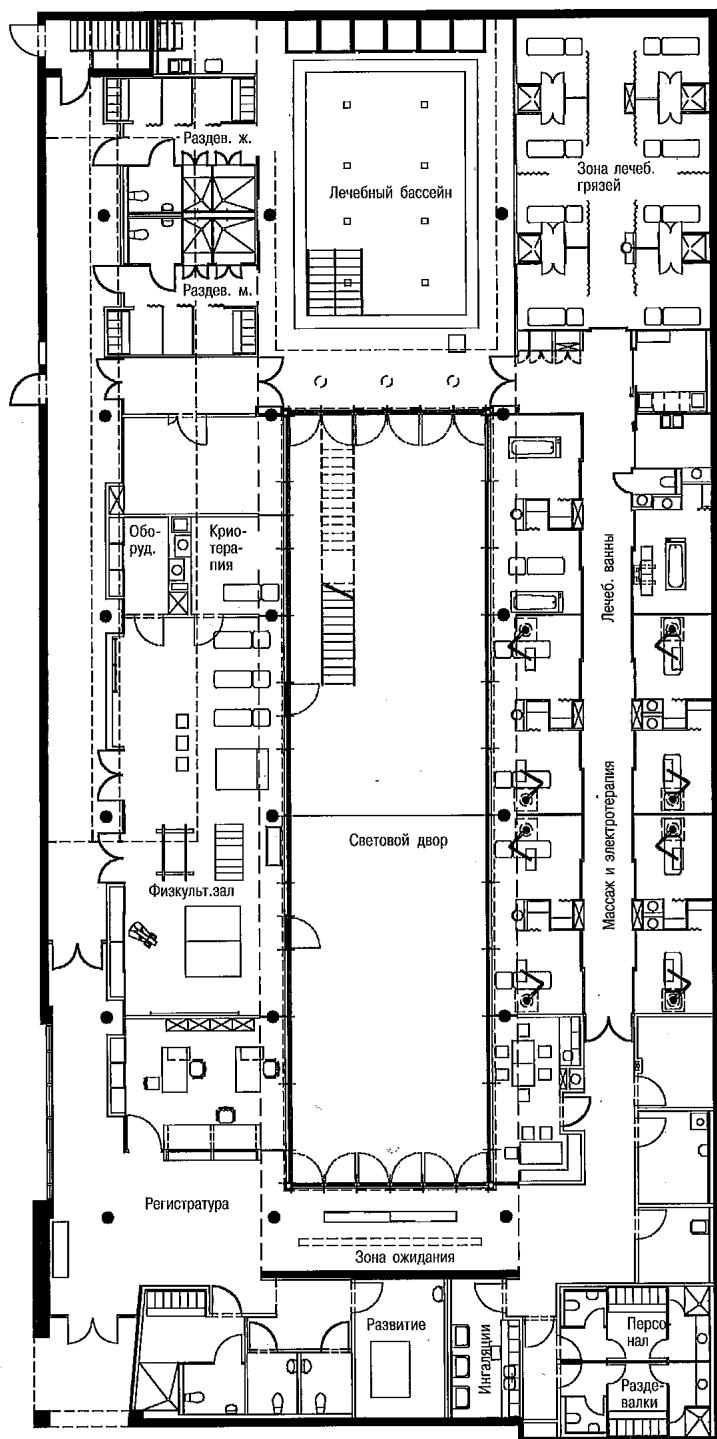 Раздев. ж.
Лечебный бассейн
Зона лечеб.
грязей
Раздев. м.
Обо-
руд.
Крио-
тера-
пия
Лечеб. ванны
Массаж и электротерапия
Световой двор
Физкульт.зал
Регистратура
Зона ожидания
Развитие
Ингаляции
Персо-
нал
Разде-
валки